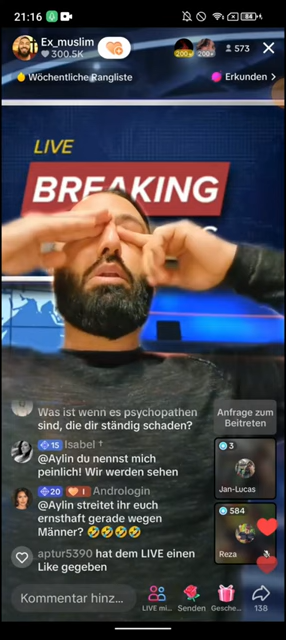 21:16
84
Ex_muslim
300.5K
200+
200+
573
Wöchentliche Rangliste
Erkunden >
LIVE
BREAKING
Was ist wenn es psychopathen
sind, die dir ständig schaden?
Anfrage zum
Beitreten
15 Isabel †
@Aylin du nennst mich
peinlich! Wir werden sehen
3
Jan-Lucas
20 I Andrologin
@Aylin streitet ihr euch
ernsthaft gerade wegen
Männer? 🤣🤣🤣🤣
584
Reza
aptur5390 hat dem LIVE einen
Like gegeben
Kommentar hinz...
LIVE mi...
Senden
Gesche...
138